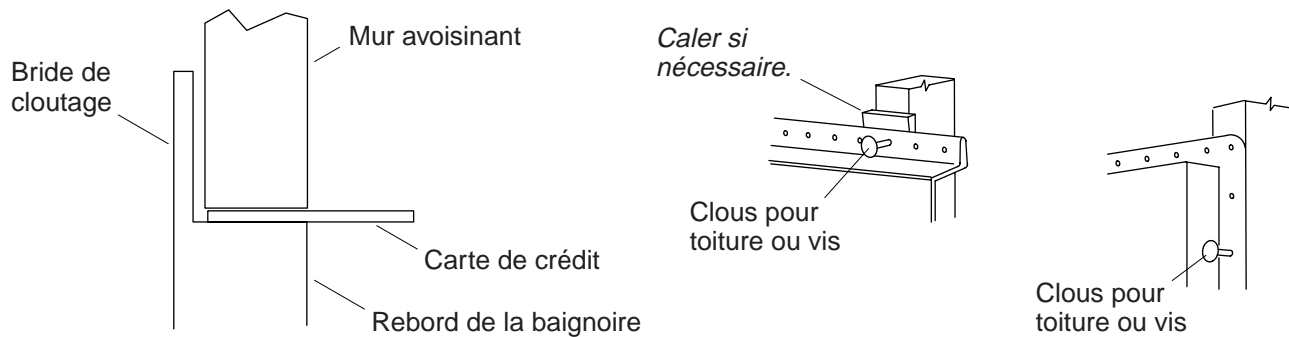 Mur avoisinant
Bride de
cloutage
Carte de crédit
Rebord de la baignoire
Caler si
nécessaire.
Clous pour
toiture ou vis
Clous pour
toiture ou vis